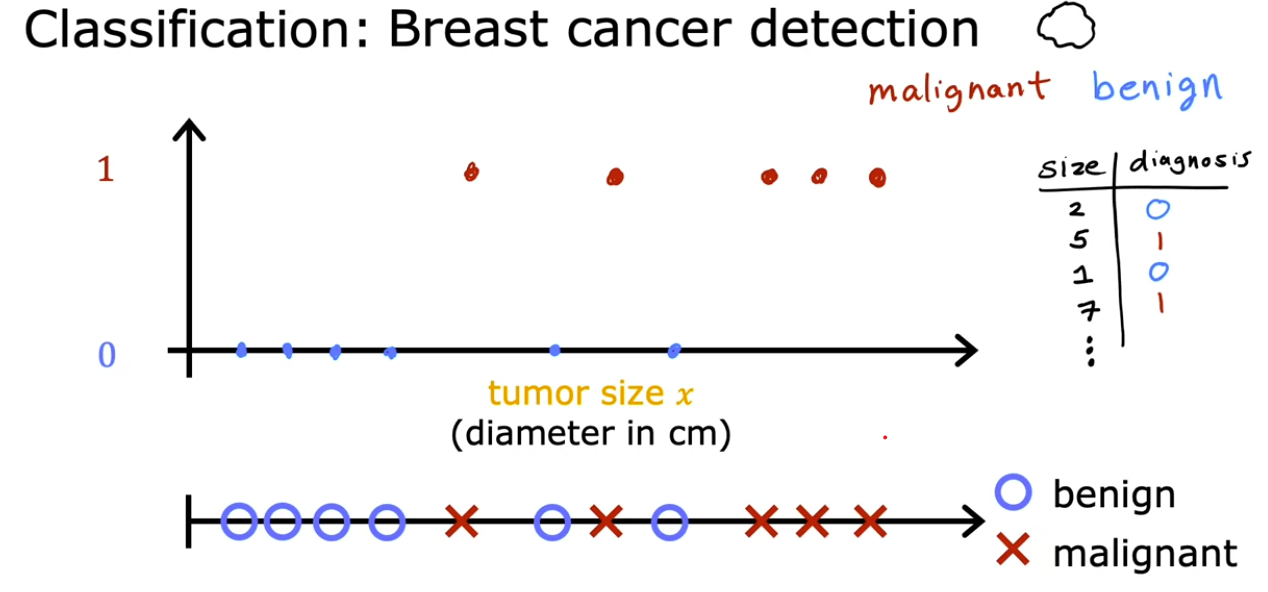 Classification: Breast cancer detection
malignant benign
1
0
tumor size x
(diameter in cm)
size diagnosis
2 0
5 1
1 0
7 1
⋮
benign
malignant